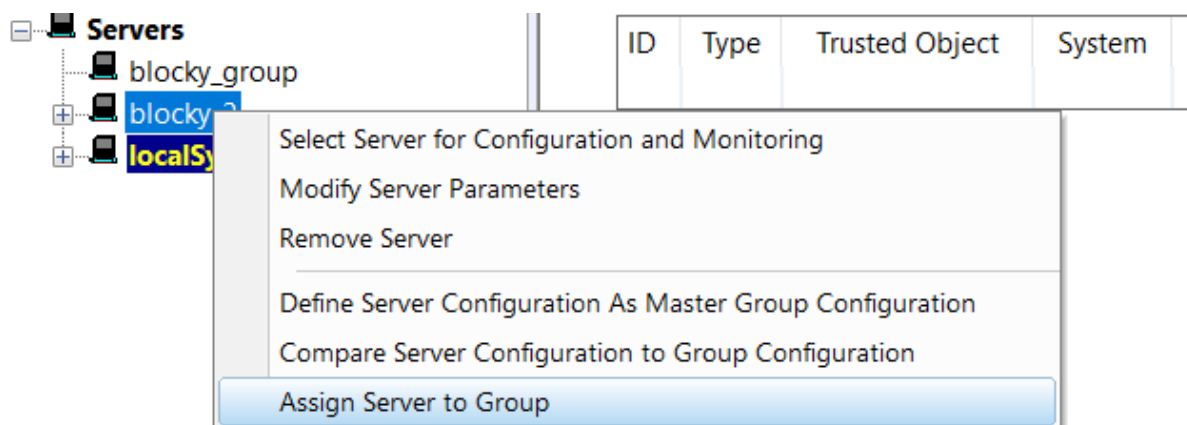 Servers
blocky_group
blocky
localSy
ID Type Trusted Object System
Select Server for Configuration and Monitoring
Modify Server Parameters
Remove Server
Define Server Configuration As Master Group Configuration
Compare Server Configuration to Group Configuration
Assign Server to Group